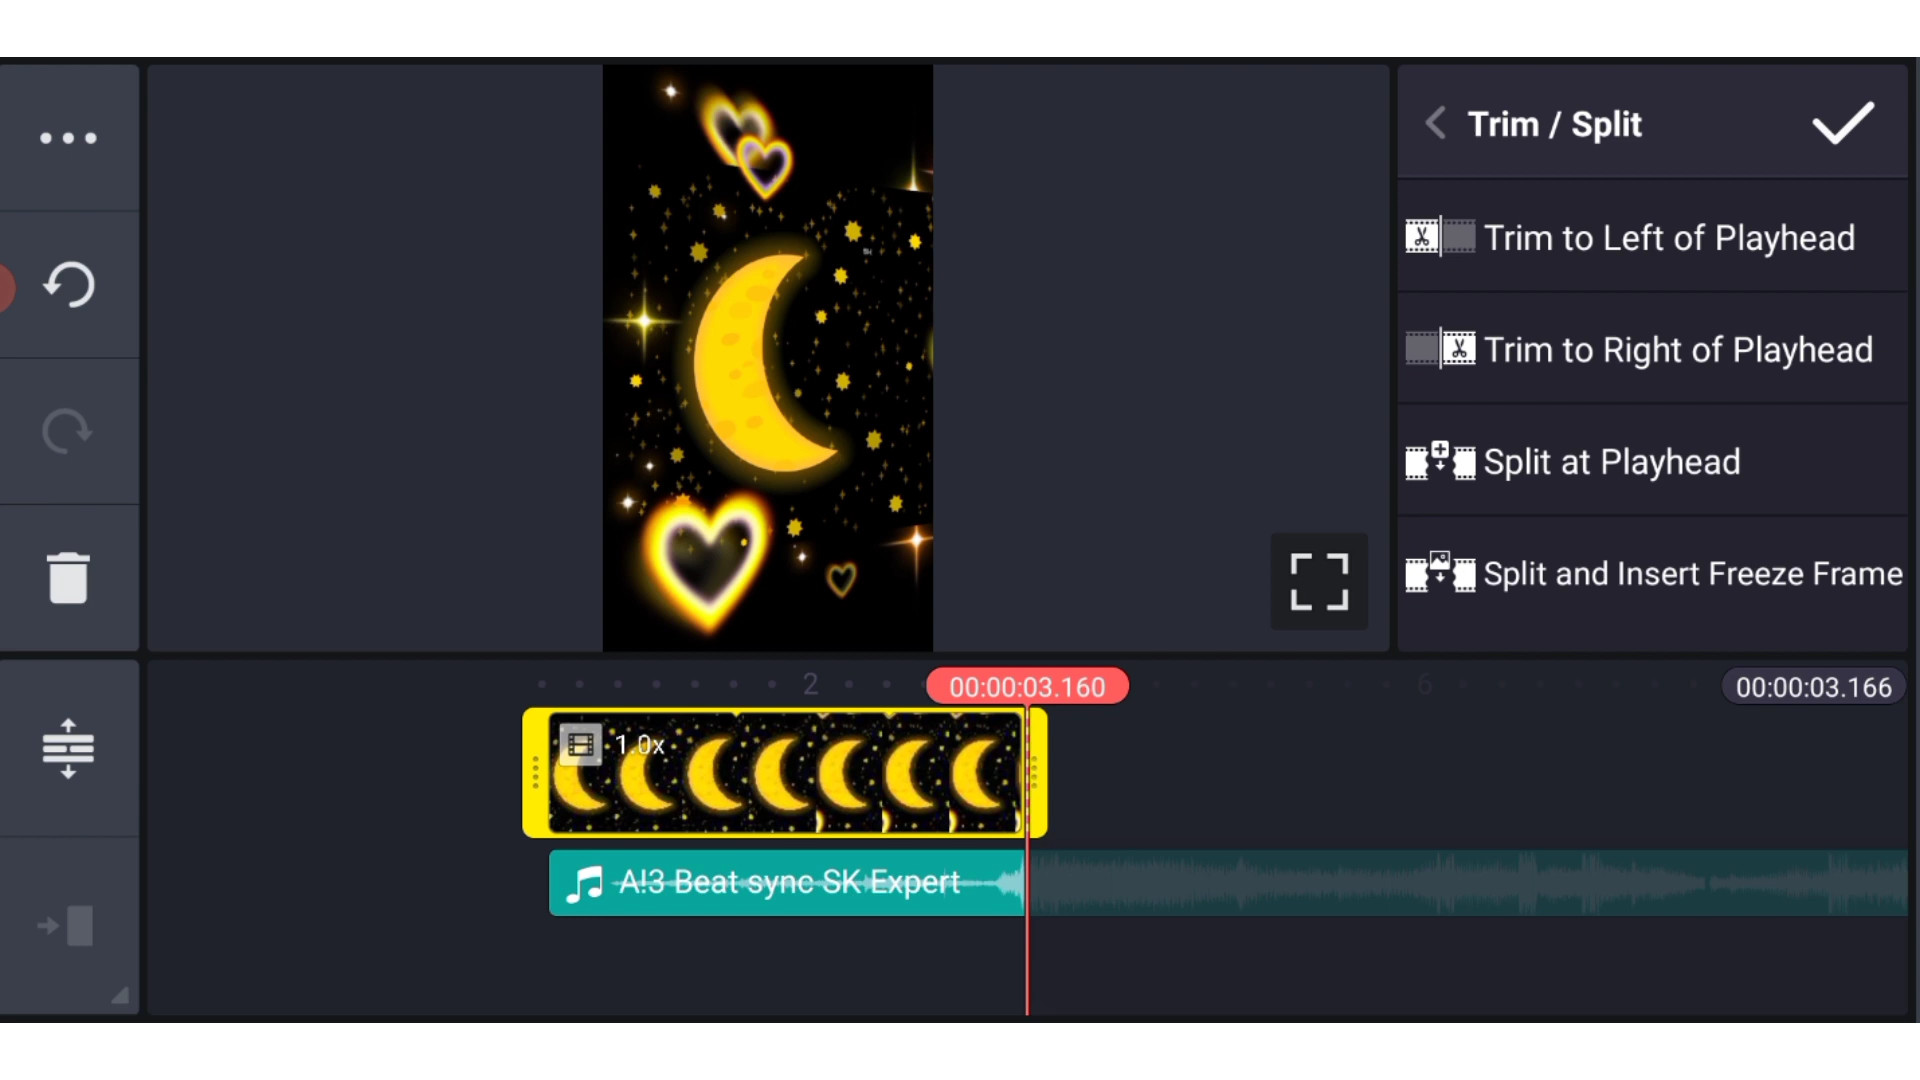 Trim / Split
Trim to Left of Playhead
Trim to Right of Playhead
Split at Playhead
Split and Insert Freeze Frame
2
00:00:03.160
6
00:00:03.166
1.0x
A!3 Beat sync SK Expert